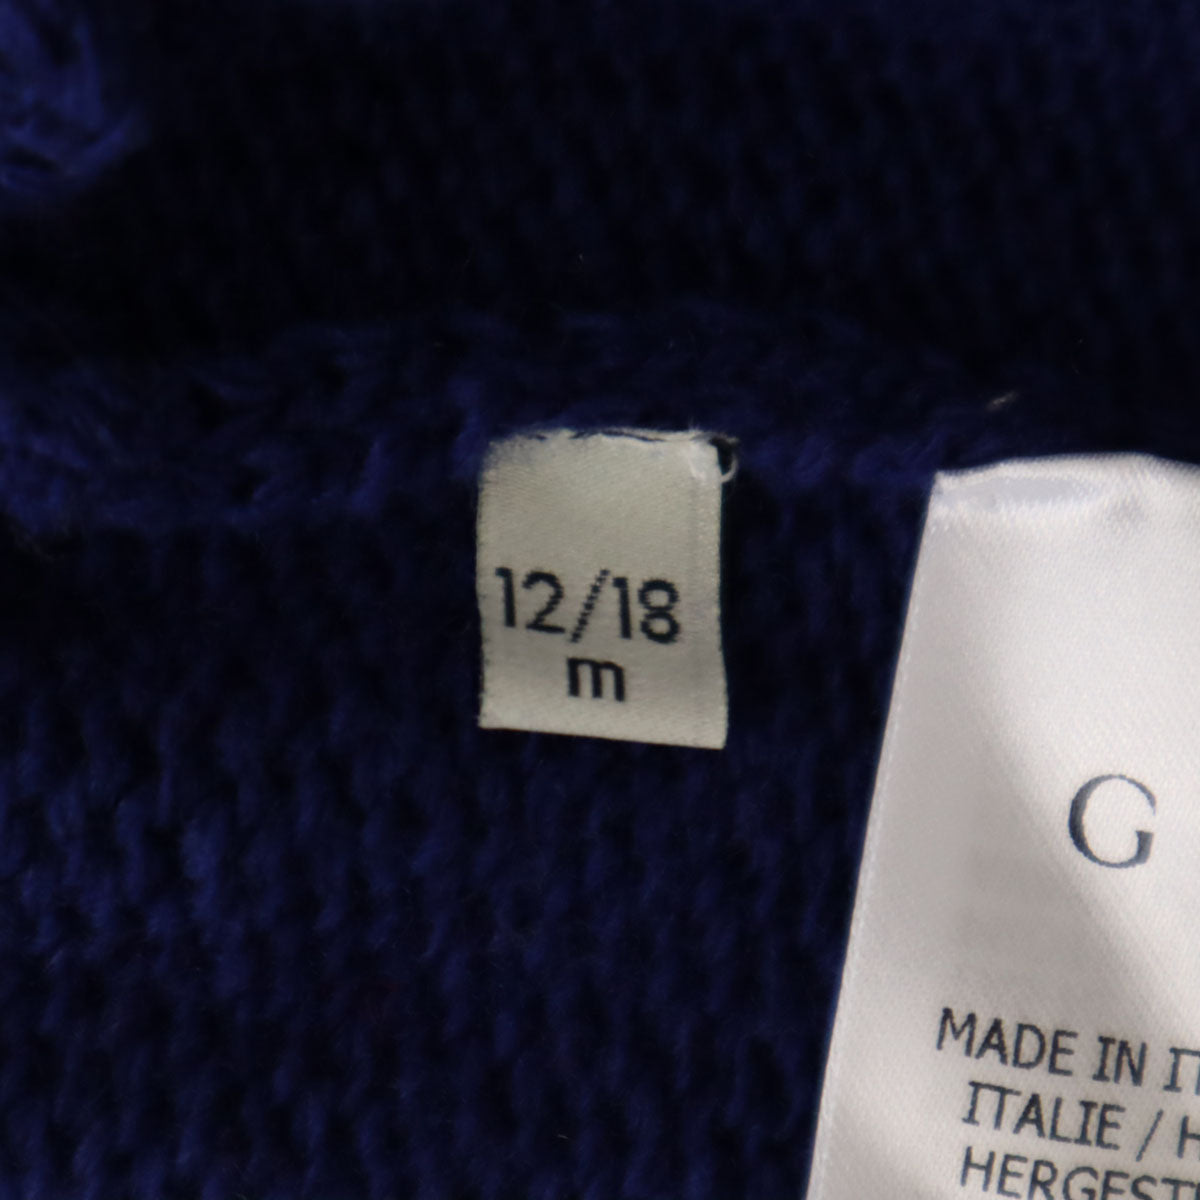 12/18
m
G
MADE IN IT
ITALIE / H
HERGEST